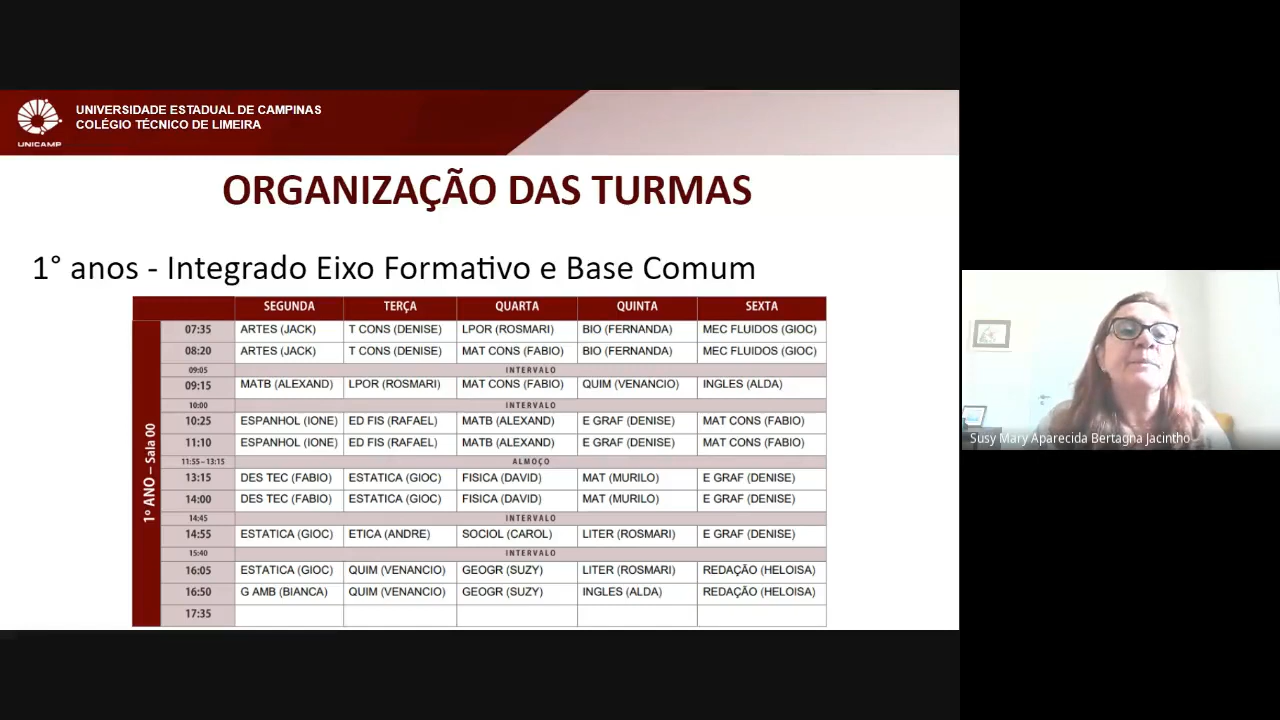 UNIVERSIDADE ESTADUAL DE CAMPINAS
COLÉGIO TÉCNICO DE LIMEIRA
UNICAMP
ORGANIZAÇÃO DAS TURMAS
1° anos - Integrado Eixo Formativo e Base Comum
SEGUNDA TERÇA QUARTA QUINTA SEXTA
1º ANO – Sala 00
07:35 ARTES (JACK) T CONS (DENISE) LPOR (ROSMARI) BIO (FERNANDA) MEC FLUIDOS (GIOC)
08:20 ARTES (JACK) T CONS (DENISE) MAT CONS (FABIO) BIO (FERNANDA) MEC FLUIDOS (GIOC)
09:05 INTERVALO
09:15 MATB (ALEXAND) LPOR (ROSMARI) MAT CONS (FABIO) QUIM (VENANCIO) INGLES (ALDA)
10:00 INTERVALO
10:25 ESPANHOL (IONE) ED FIS (RAFAEL) MATB (ALEXAND) E GRAF (DENISE) MAT CONS (FABIO)
11:10 ESPANHOL (IONE) ED FIS (RAFAEL) MATB (ALEXAND) E GRAF (DENISE) MAT CONS (FABIO)
11:55 – 13:15 ALMOÇO
13:15 DES TEC (FABIO) ESTATICA (GIOC) FISICA (DAVID) MAT (MURILO) E GRAF (DENISE)
14:00 DES TEC (FABIO) ESTATICA (GIOC) FISICA (DAVID) MAT (MURILO) E GRAF (DENISE)
14:45 INTERVALO
14:55 ESTATICA (GIOC) ETICA (ANDRE) SOCIOL (CAROL) LITER (ROSMARI) E GRAF (DENISE)
15:40 INTERVALO
16:05 ESTATICA (GIOC) QUIM (VENANCIO) GEOGR (SUZY) LITER (ROSMARI) REDAÇÃO (HELOISA)
16:50 G AMB (BIANCA) QUIM (VENANCIO) GEOGR (SUZY) INGLES (ALDA) REDAÇÃO (HELOISA)
17:35
Susy Mary Aparecida Bertagna Jacintho